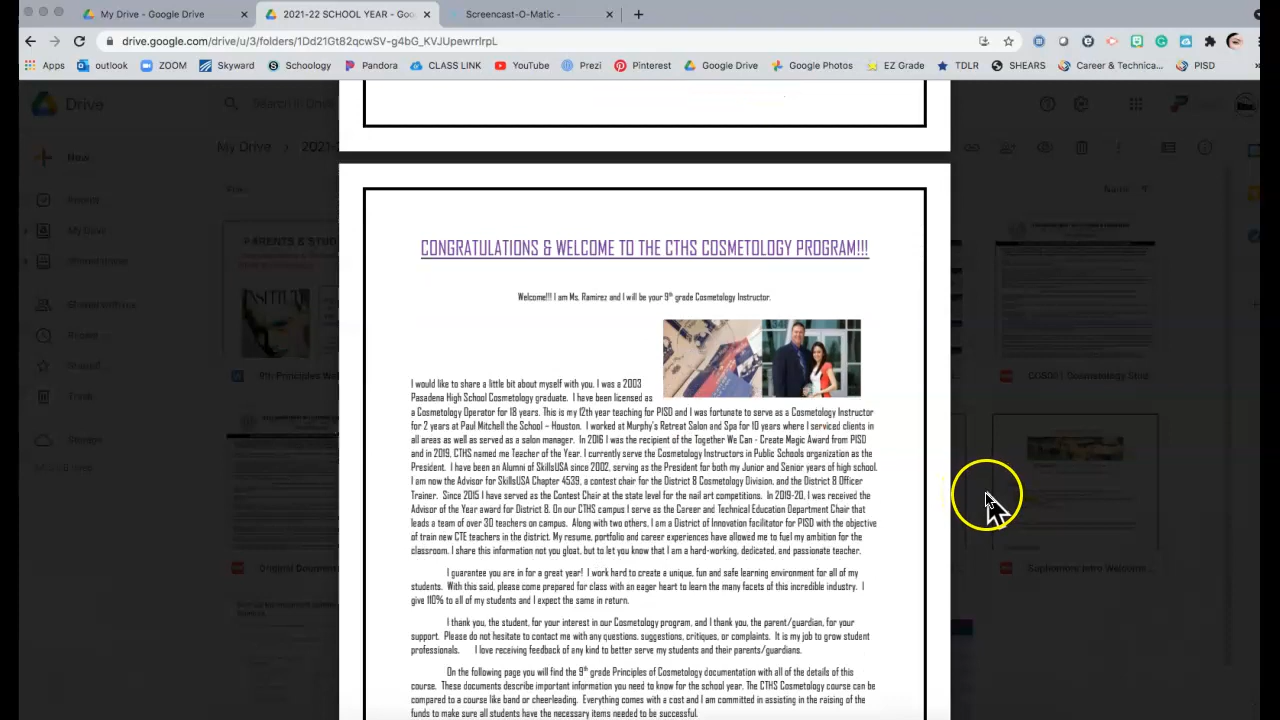 My Drive - Google Drive
2021-22 SCHOOL YEAR - Goo
Screencast-O-Matic -
drive.google.com/drive/u/3/folders/1Dd21Gt82qcwSV-g4bG_KVJUpewrrlrpL
Apps outlook ZOOM Skyward Schoology Pandora CLASS LINK YouTube Prezi Pinterest Google Drive Google Photos EZ Grade TDLR SHEARS Career & Technica... PISD
Drive
Search in Drive
New
My Drive
2021-
Name
My Drive
Shared with me
Recent
Starred
Trash
Storage
PARENTS & STUD
CONGRATULATIONS & WELCOME TO THE CTHS COSMETOLOGY PROGRAM!!!
Welcome!!! I am Ms. Ramirez and I will be your 9th grade Cosmetology Instructor.
I would like to share a little bit about myself with you. I was a 2003
Pasadena High School Cosmetology graduate. I have been licensed as
a Cosmetology Operator for 18 years. This is my 12th year teaching for PISD and I was fortunate to serve as a Cosmetology Instructor
for 2 years at Paul Mitchell the School – Houston. I worked at Murphy's Retreat Salon and Spa for 10 years where I serviced clients in
all areas as well as served as a salon manager. In 2016 I was the recipient of the Together We Can - Create Magic Award from PISD
and in 2019, CTHS named me Teacher of the Year. I currently serve the Cosmetology Instructors in Public Schools organization as the
President. I have been an Alumni of SkillsUSA since 2002, serving as the President for both my Junior and Senior years of high school.
I am now the Advisor for SkillsUSA Chapter 4539, a contest chair for the District 8 Cosmetology Division, and the District 8 Officer
Trainer. Since 2015 I have served as the Contest Chair at the state level for the nail art competitions. In 2019-20, I was received the
Advisor of the Year award for District 8. On our CTHS campus I serve as the Career and Technical Education Department Chair that
leads a team of over 30 teachers on campus. Along with two others, I am a District of Innovation facilitator for PISD with the objective
of train new CTE teachers in the district. My resume, portfolio and career experiences have allowed me to fuel my ambition for the
classroom. I share this information not you gloat, but to let you know that I am a hard-working, dedicated, and passionate teacher.
I guarantee you are in for a great year! I work hard to create a unique, fun and safe learning environment for all of my
students. With this said, please come prepared for class with an eager heart to learn the many facets of this incredible industry. I
give 110% to all of my students and I expect the same in return.
I thank you, the student, for your interest in our Cosmetology program, and I thank you, the parent/guardian, for your
support. Please do not hesitate to contact me with any questions, suggestions, critiques, or complaints. It is my job to grow student
professionals. I love receiving feedback of any kind to better serve my students and their parents/guardians.
On the following page you will find the 9th grade Principles of Cosmetology documentation with all of the details of this
course. These documents describe important information you need to know for the school year. The CTHS Cosmetology course can be
compared to a course like band or cheerleading. Everything comes with a cost and I am committed in assisting in the raising of the
funds to make sure all students have the necessary items needed to be successful.